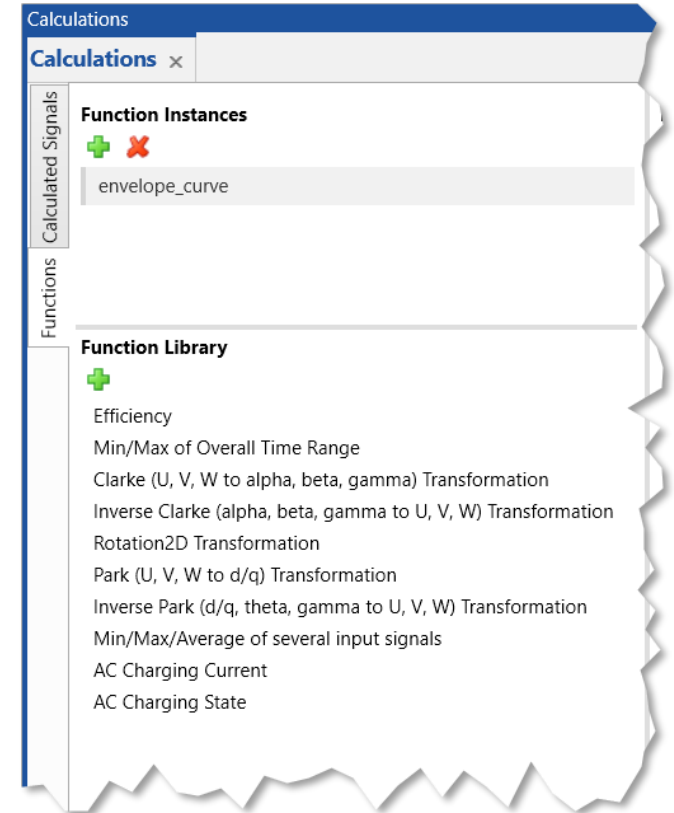 Calculations
Calculations ×
Calculated Signals
Functions
Function Instances
envelope_curve
Function Library
Efficiency
Min/Max of Overall Time Range
Clarke (U, V, W to alpha, beta, gamma) Transformation
Inverse Clarke (alpha, beta, gamma to U, V, W) Transformation
Rotation2D Transformation
Park (U, V, W to d/q) Transformation
Inverse Park (d/q, theta, gamma to U, V, W) Transformation
Min/Max/Average of several input signals
AC Charging Current
AC Charging State